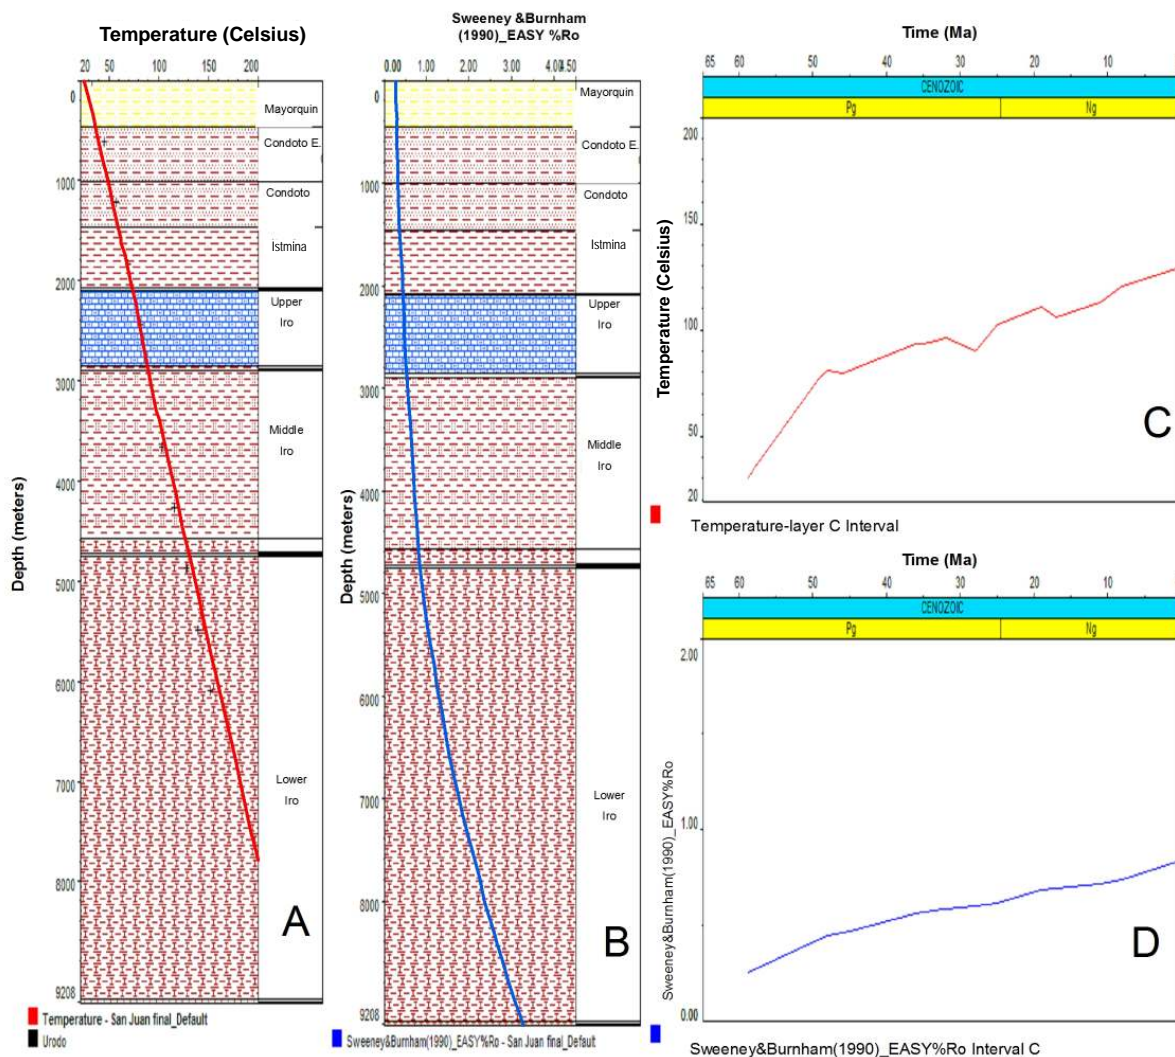 Temperature (Celsius)
20 50 100 150 200
Depth (meters)
0
1000
2000
3000
4000
5000
6000
7000
8000
9208
Mayorquin
Condoto E.
Condoto
Istmina
Upper
Iro
Middle
Iro
Lower
Iro
A
Temperature - San Juan final_Default
Urodo
Sweeney &Burnham
(1990)_EASY %Ro
0.00 1.00 2.00 3.00 4.0 4.50
Depth (meters)
0
1000
2000
3000
4000
5000
6000
7000
8000
9208
Mayorquin
Condoto E.
Condoto
Istmina
Upper
Iro
Middle
Iro
Lower
Iro
B
Sweeney&Burnham(1990)_EASY%Ro - San Juan final_Default
Time (Ma)
65 50 40 30 20 10
CENOZOIC
Pg Ng
Temperature (Celsius)
200
150
100
50
20
C
Temperature-layer C Interval
Time (Ma)
65 50 40 30 20 10
CENOZOIC
Pg Ng
Sweeney&Burnham(1990)_EASY%Ro
2.00
1.00
0.00
D
Sweeney&Burnham(1990)_EASY%Ro Interval C